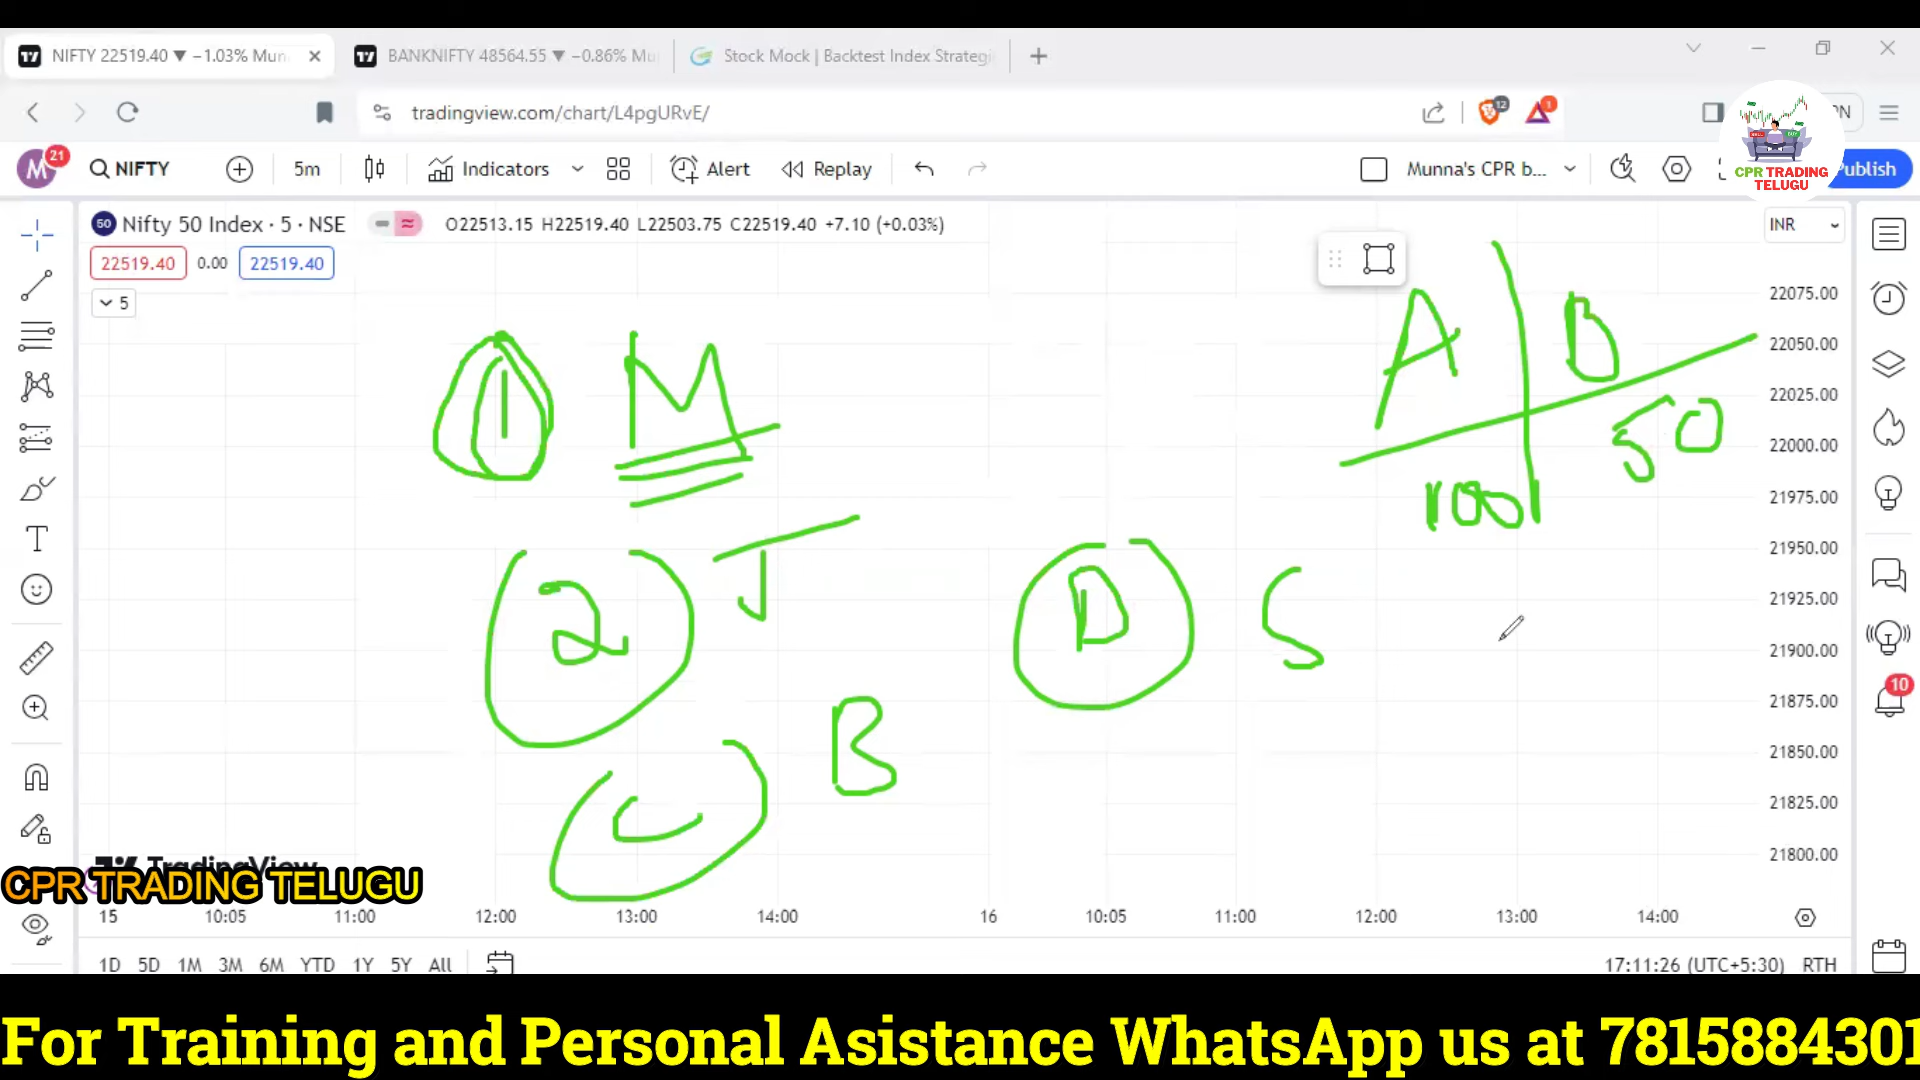 NIFTY 22519.40 ▼ −1.03% Mun
BANKNIFTY 48564.55 ▼ −0.86% Mu
Stock Mock | Backtest Index Strategi
tradingview.com/chart/L4pgURvE/
12
1
M
21
NIFTY
5m
Indicators
Alert
Replay
Munna's CPR b...
Publish
CPR TRADING
TELUGU
50
Nifty 50 Index · 5 · NSE
O22513.15 H22519.40 L22503.75 C22519.40 +7.10 (+0.03%)
INR
22519.40
0.00
22519.40
5
22075.00
22050.00
22025.00
22000.00
21975.00
21950.00
21925.00
21900.00
21875.00
21850.00
21825.00
21800.00
1 M
A B
100 50
2 J
D S
C B
10
TradingView
CPR TRADING TELUGU
15 10:05 11:00 12:00 13:00 14:00 16 10:05 11:00 12:00 13:00 14:00
1D 5D 1M 3M 6M YTD 1Y 5Y All
17:11:26 (UTC+5:30) RTH
For Training and Personal Asistance WhatsApp us at 7815884301